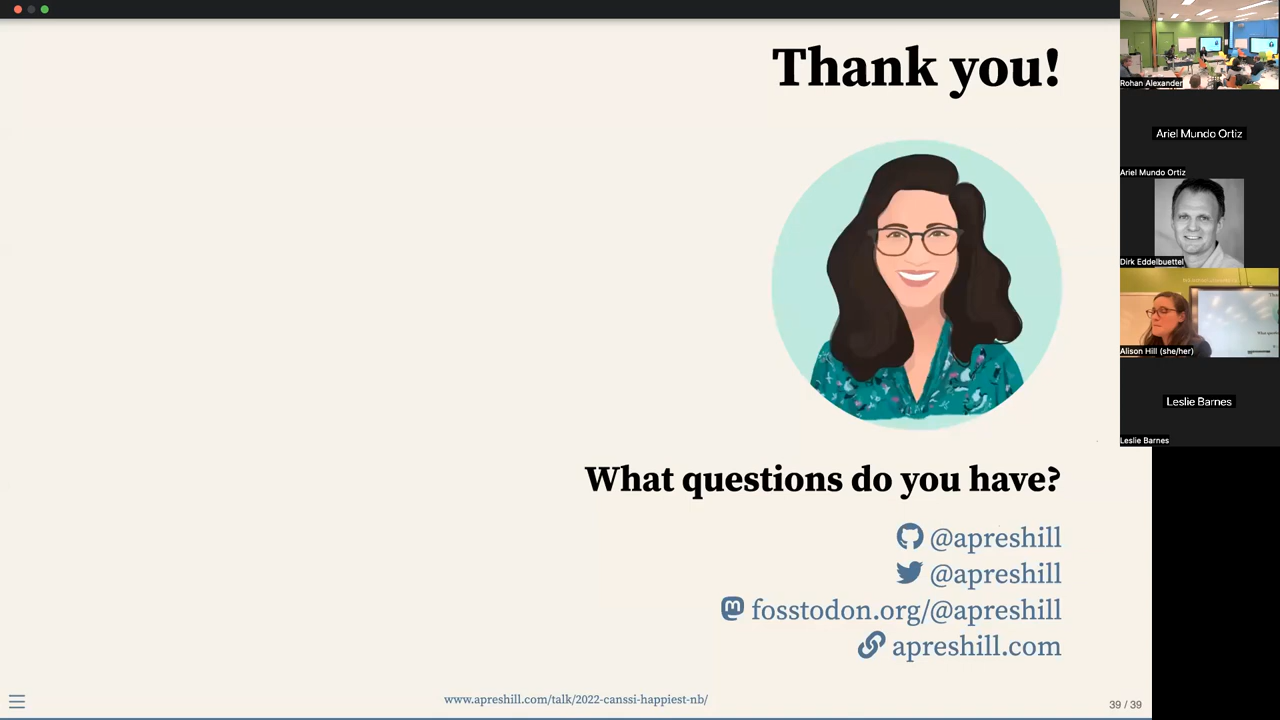 Thank you!
What questions do you have?
@apreshill
@apreshill
fosstodon.org/@apreshill
apreshill.com
www.apreshill.com/talk/2022-canssi-happiest-nb/
39 / 39
Rohan Alexander
Ariel Mundo Ortiz
Ariel Mundo Ortiz
Dirk Eddelbuettel
Alison Hill (she/her)
Leslie Barnes
Leslie Barnes